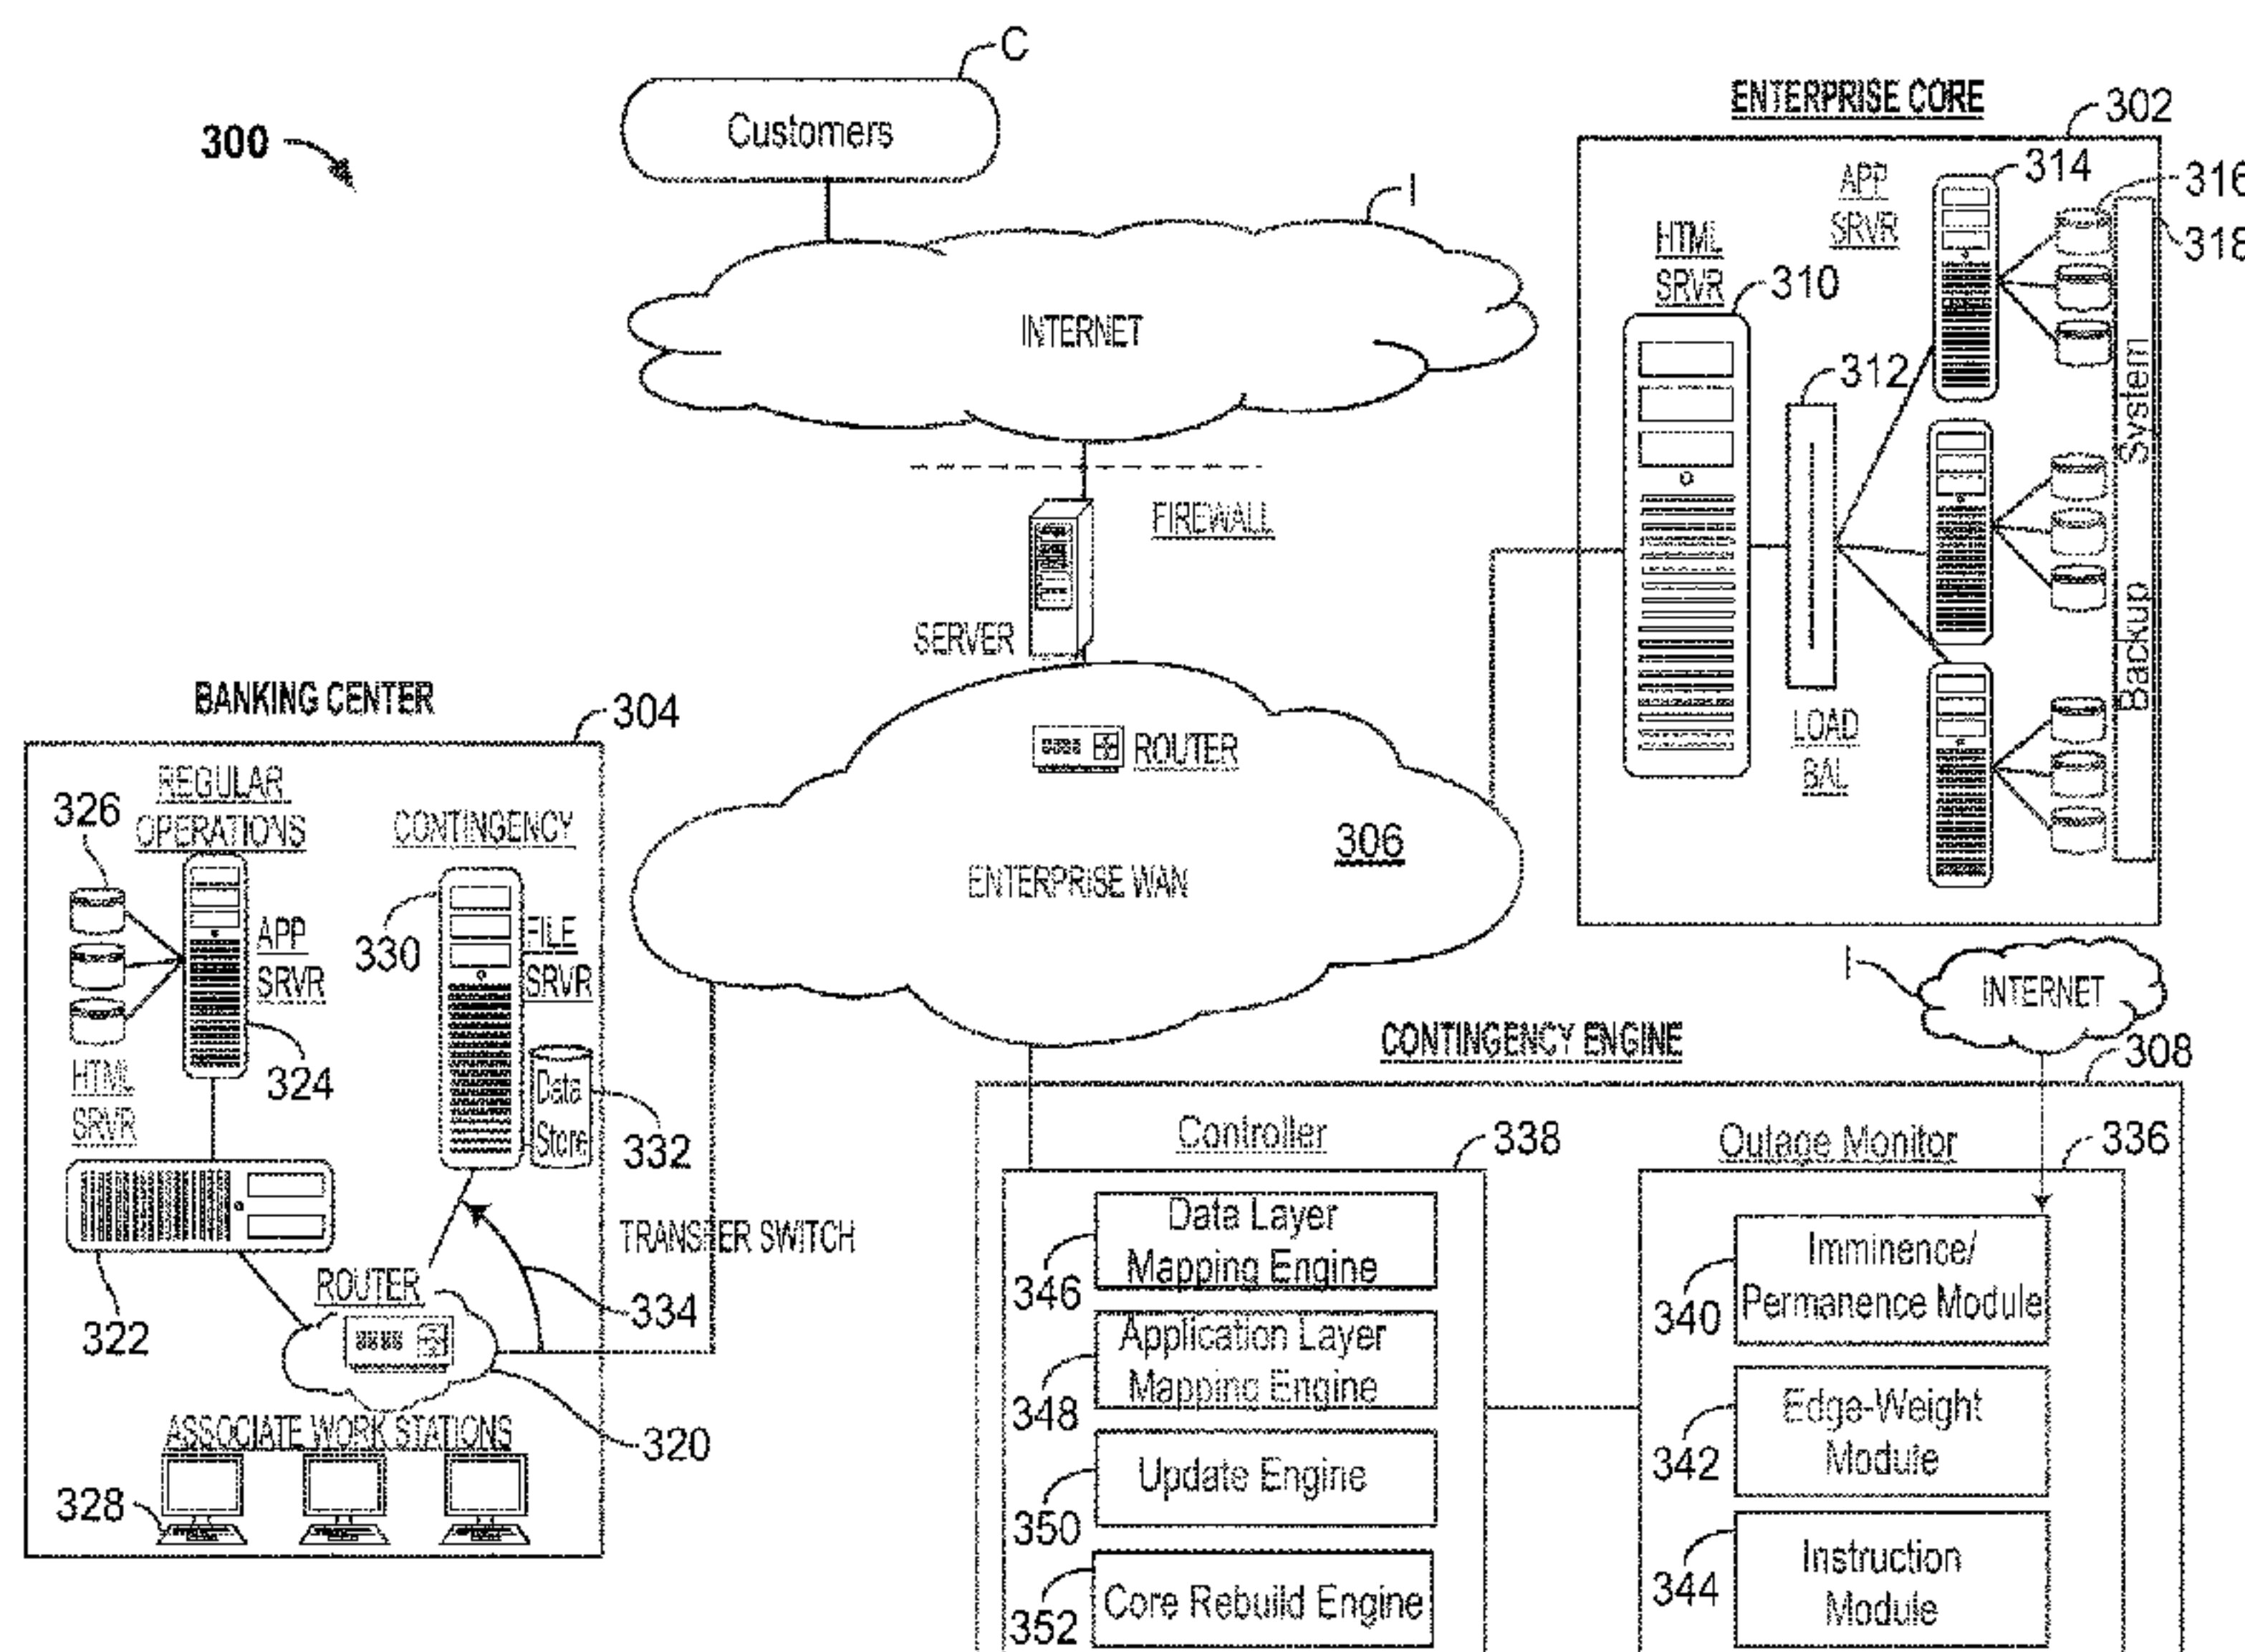 300
C
Customers
I
INTERNET
FIREWALL
SERVER
ENTERPRISE CORE
302
APP
SRVR
314
316
318
HTML
SRVR
310
312
LOAD
BAL
Backup System
ROUTER
306
ENTERPRISE WAN
BANKING CENTER
304
REGULAR
OPERATIONS
326
CONTINGENCY
330
APP
SRVR
324
FILE
SRVR
Data
Store
332
HTML
SRVR
322
TRANSFER SWITCH
334
ROUTER
320
ASSOCIATE WORK STATIONS
328
I
INTERNET
CONTINGENCY ENGINE
308
Controller
338
Data Layer
Mapping Engine
346
Application Layer
Mapping Engine
348
Update Engine
350
Core Rebuild Engine
352
Outage Monitor
336
Imminence/
Permanence Module
340
Edge-Weight
Module
342
Instruction
Module
344